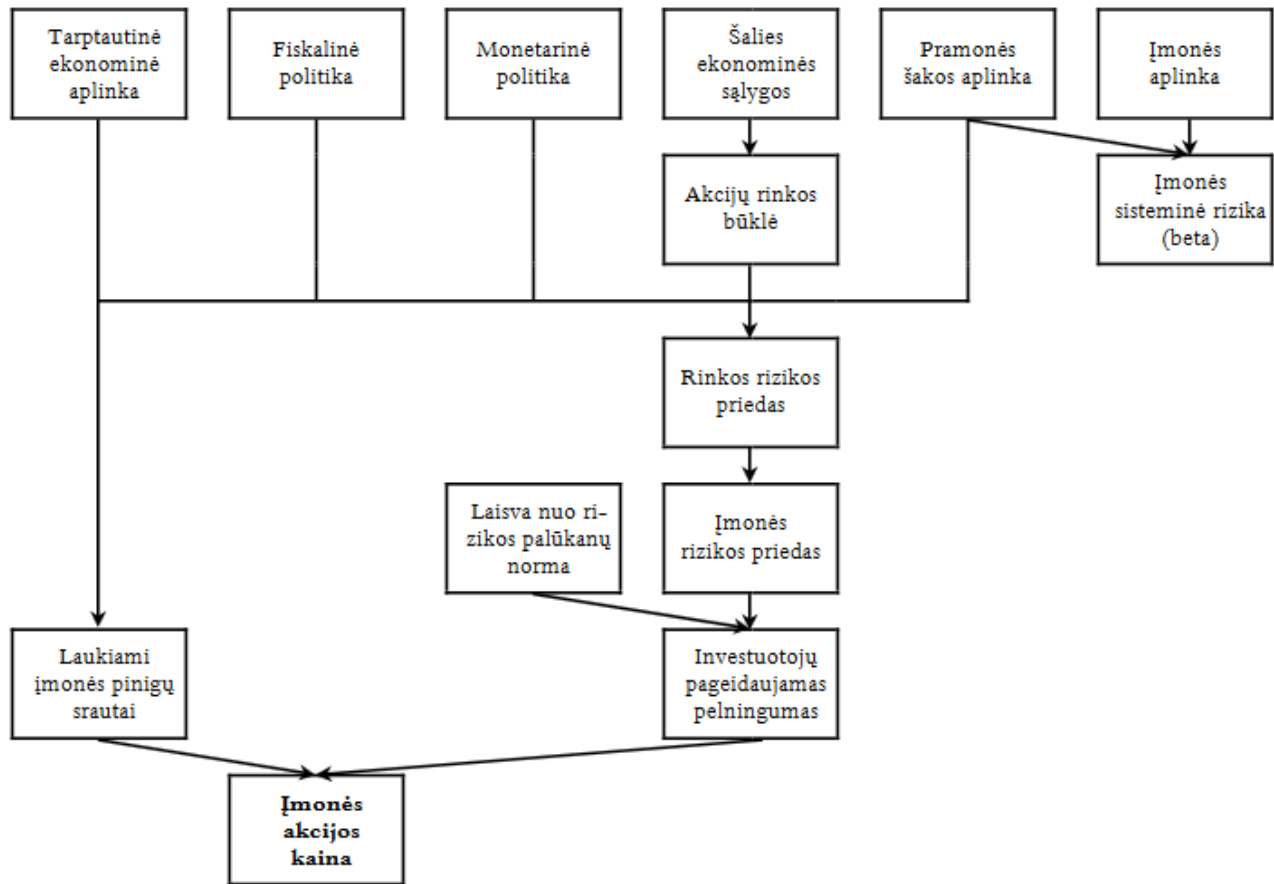 Tarptautinė
ekonominė
aplinka
Fiskalinė
politika
Monetarinė
politika
Šalies
ekonominės
sąlygos
Pramonės
šakos aplinka
Įmonės
aplinka
Akcijų rinkos
būklė
Įmonės
sisteminė rizika
(beta)
Rinkos rizikos
priedas
Laisva nuo ri-
zikos palūkanų
norma
Įmonės
rizikos priedas
Laukiami
įmonės pinigų
srautai
Investuotojų
pageidaujamas
pelningumas
Įmonės
akcijos
kaina